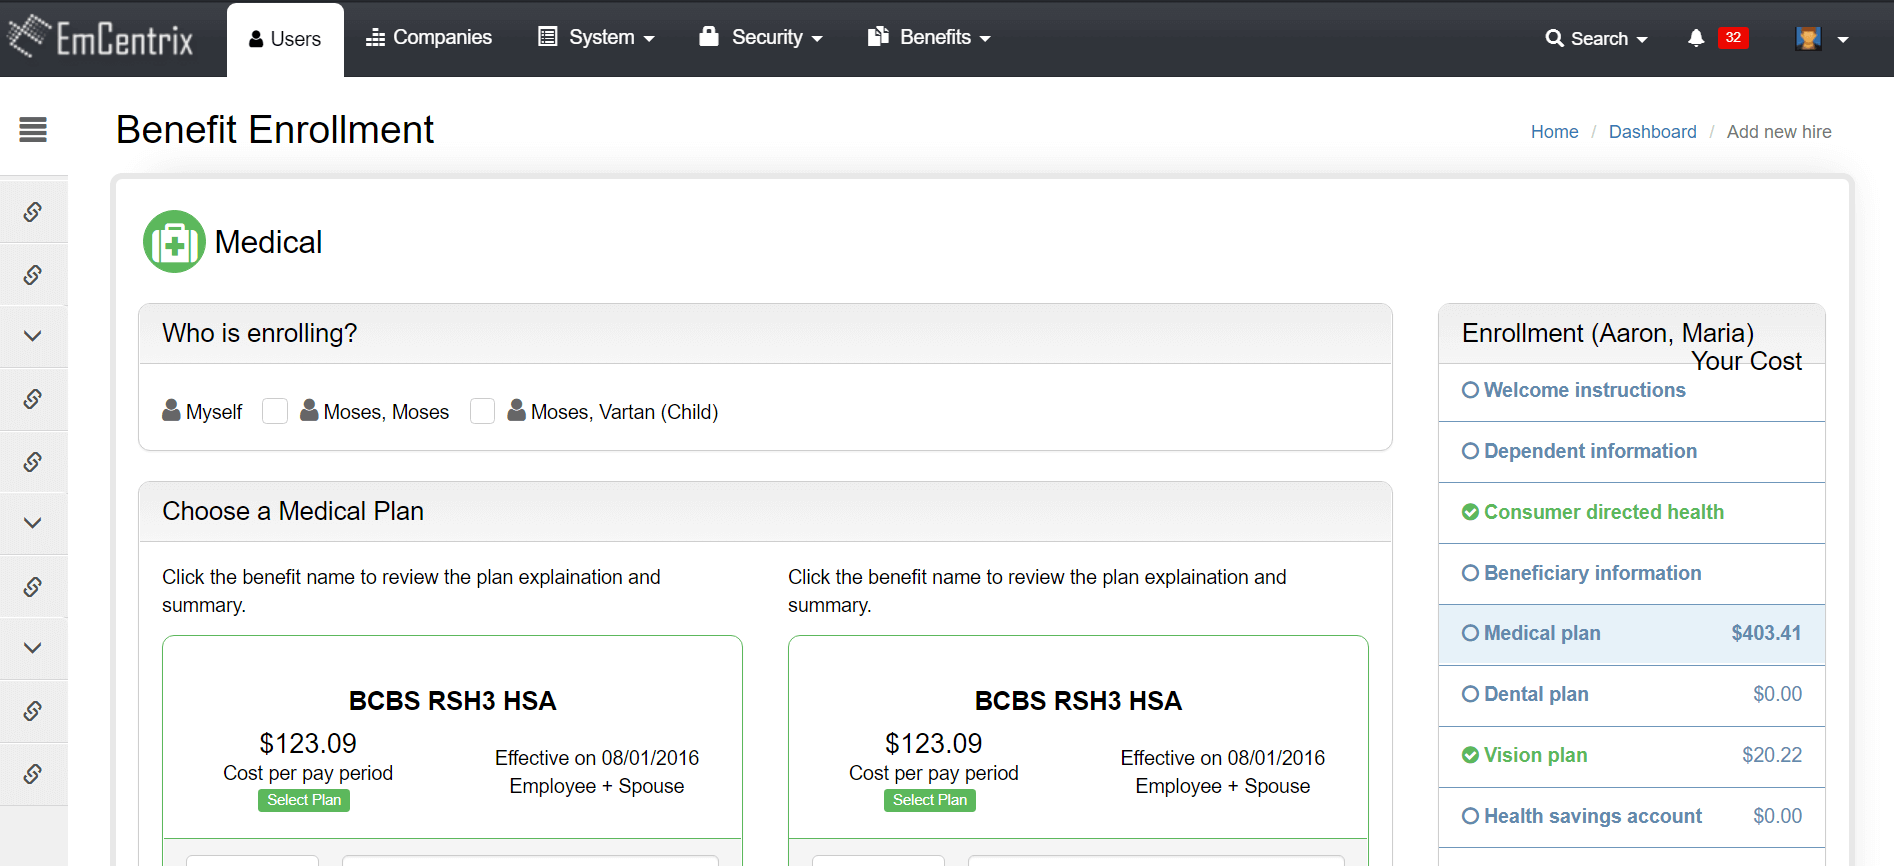 EmCentrix
Users
Companies
System
Security
Benefits
Search
32
Benefit Enrollment
Home / Dashboard / Add new hire
Medical
Who is enrolling?
Myself
Moses, Moses
Moses, Vartan (Child)
Choose a Medical Plan
Click the benefit name to review the plan explaination and
summary.
BCBS RSH3 HSA
$123.09
Cost per pay period
Select Plan
Effective on 08/01/2016
Employee + Spouse
Click the benefit name to review the plan explaination and
summary.
BCBS RSH3 HSA
$123.09
Cost per pay period
Select Plan
Effective on 08/01/2016
Employee + Spouse
Enrollment (Aaron, Maria)
Your Cost
Welcome instructions
Dependent information
Consumer directed health
Beneficiary information
Medical plan $403.41
Dental plan $0.00
Vision plan $20.22
Health savings account $0.00